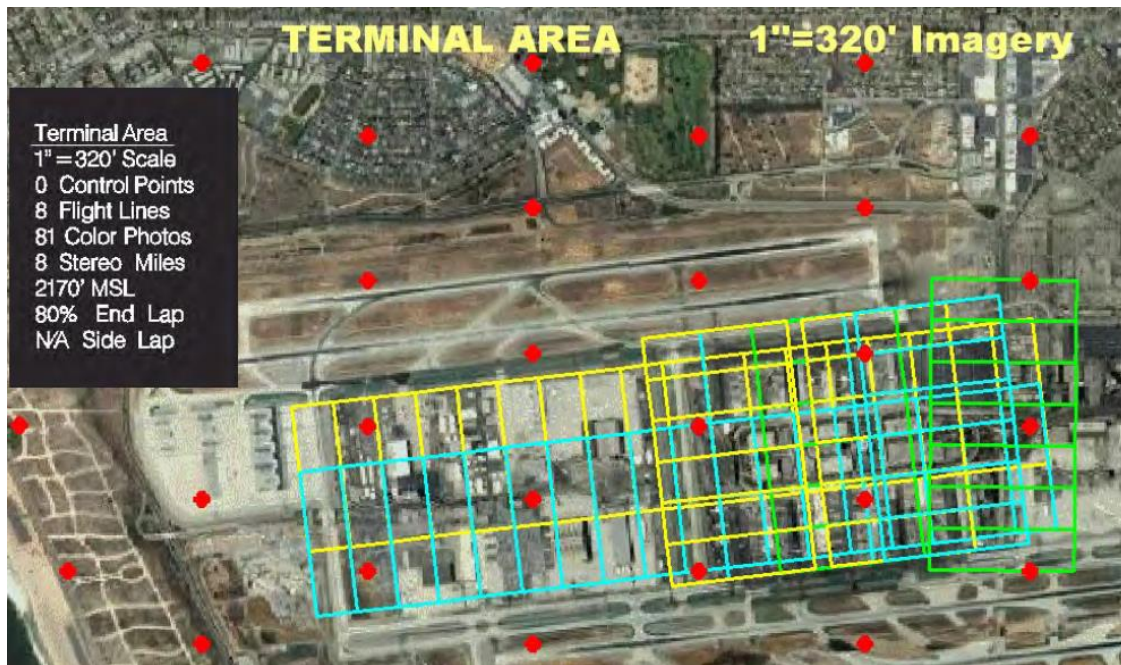 TERMINAL AREA
1"=320' Imagery
Terminal Area
1"=320' Scale
0 Control Points
8 Flight Lines
81 Color Photos
8 Stereo Miles
2170' MSL
80% End Lap
N/A Side Lap